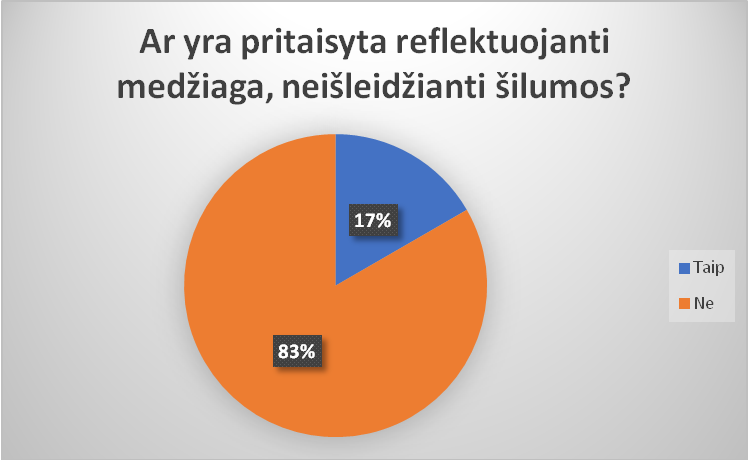 Ar yra pritaisyta reflektuojanti
medžiaga, neišleidžianti šilumos?
17%
83%
Taip
Ne